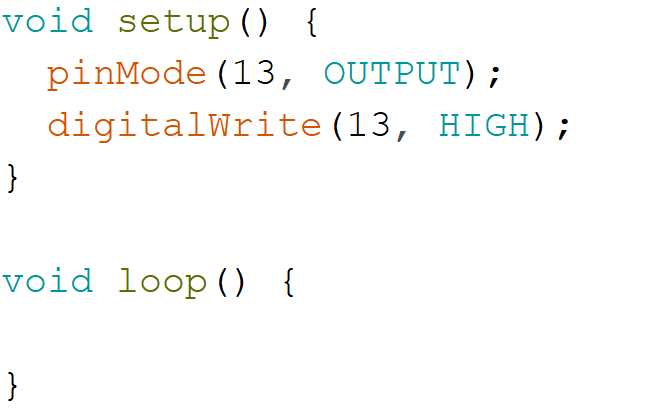 void setup() {
  pinMode(13, OUTPUT);
  digitalWrite(13, HIGH);
}

void loop() {

}